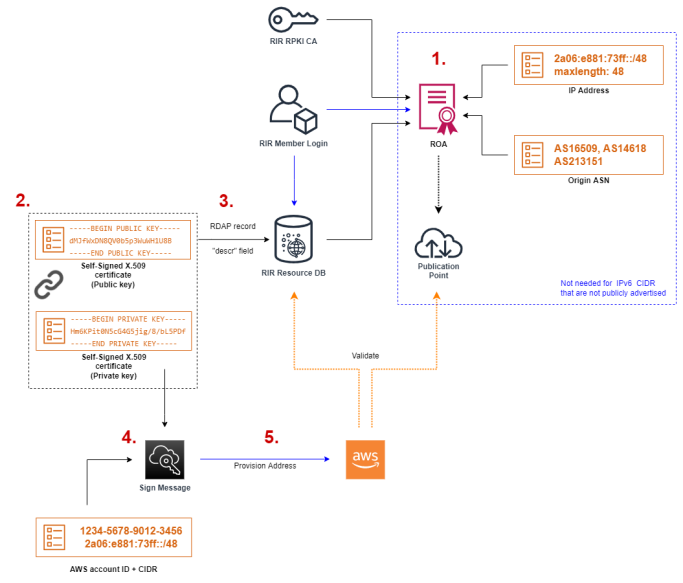 RIR RPKI CA
1.
2a06:e881:73ff::/48
maxlength: 48
IP Address
RIR Member Login
ROA
AS16509, AS14618
AS213151
Origin ASN
2.
3.
-----BEGIN PUBLIC KEY-----
dMJfWxDN8QV0b5p3WuWH1U8B
-----END PUBLIC KEY-----
Self-Signed X.509
certificate
(Public key)
RDAP record
"descr" field
RIR Resource DB
Publication
Point
Not needed for IPv6 CIDR
that are not publicly advertised
-----BEGIN PRIVATE KEY-----
Hm6KPit0N5cG4G5jig/8/bL5PDf
-----END PRIVATE KEY-----
Self-Signed X.509
certificate
(Private key)
Validate
4.
5.
Provision Address
aws
Sign Message
1234-5678-9012-3456
2a06:e881:73ff::/48
AWS account ID + CIDR